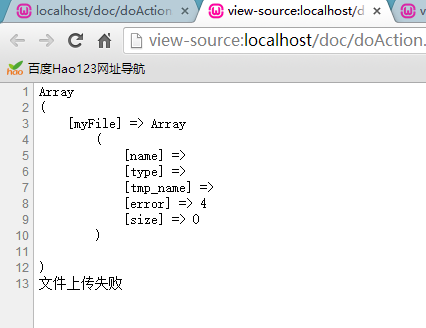 localhost/doc/doAction
view-source:localhost/d
view-source:localhost/doc/doAction.
hao 百度Hao123网址导航
1 Array
2 (
3 [myFile] => Array
4 (
5 [name] =>
6 [type] =>
7 [tmp_name] =>
8 [error] => 4
9 [size] => 0
10 )
11
12 )
13 文件上传失败